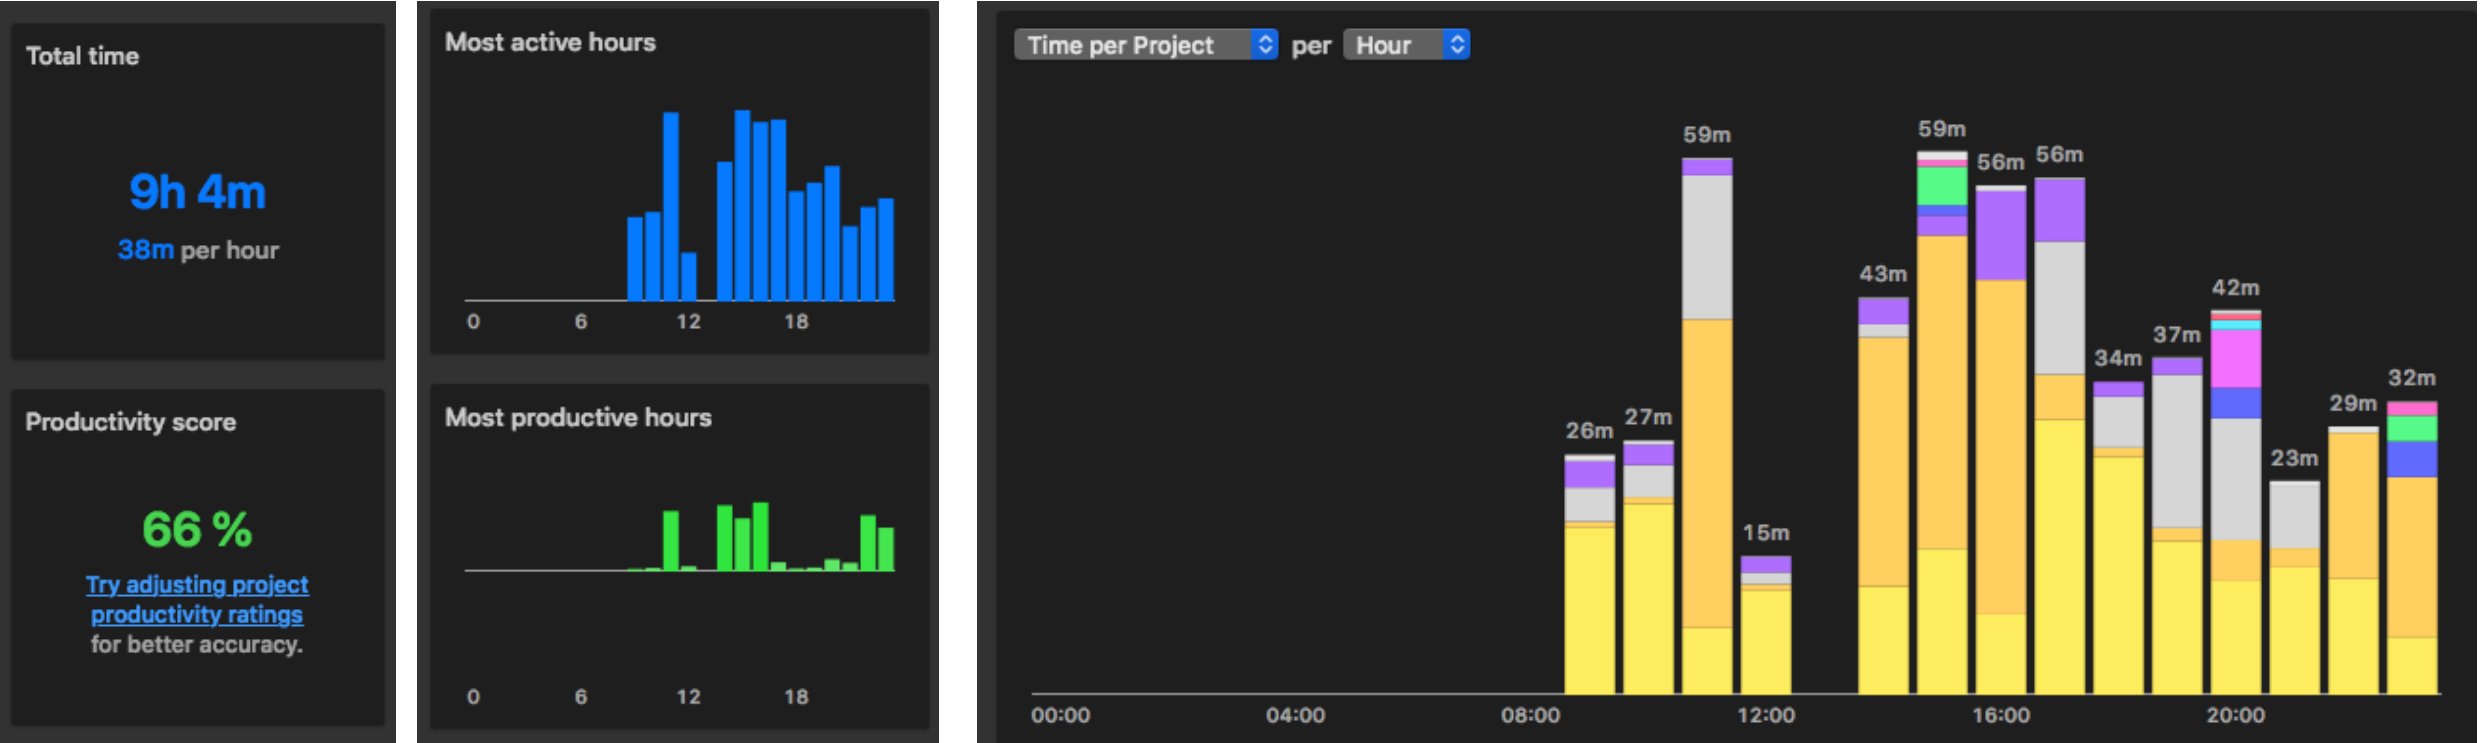 Total time
9h 4m
38m per hour
Productivity score
66 %
Try adjusting project
productivity ratings
for better accuracy.
Most active hours
0 6 12 18
Most productive hours
0 6 12 18
Time per Project per Hour
59m 59m 56m 56m
43m 42m
37m 34m
32m 29m
26m 27m 23m
15m
00:00 04:00 08:00 12:00 16:00 20:00